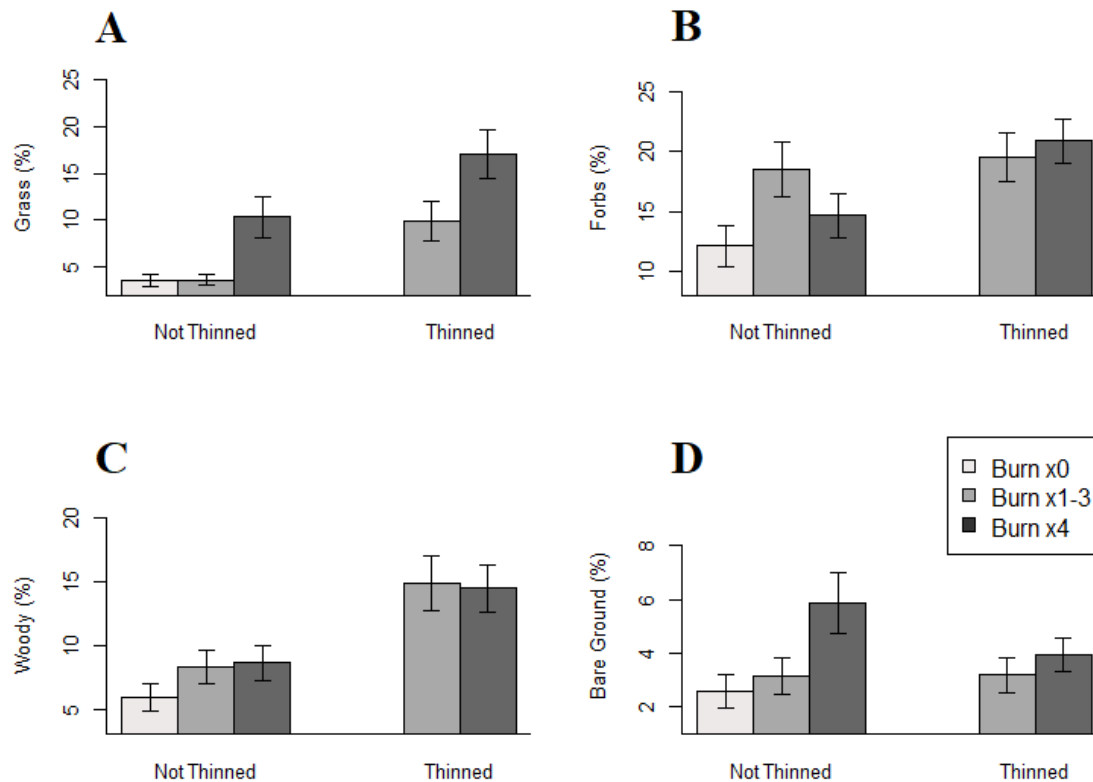 A
Grass (%)
25
20
15
10
5
Not Thinned
Thinned
B
Forbs (%)
25
20
15
10
Not Thinned
Thinned
C
Woody (%)
20
15
10
5
Not Thinned
Thinned
D
Burn x0
Burn x1-3
Burn x4
Bare Ground (%)
8
6
4
2
Not Thinned
Thinned